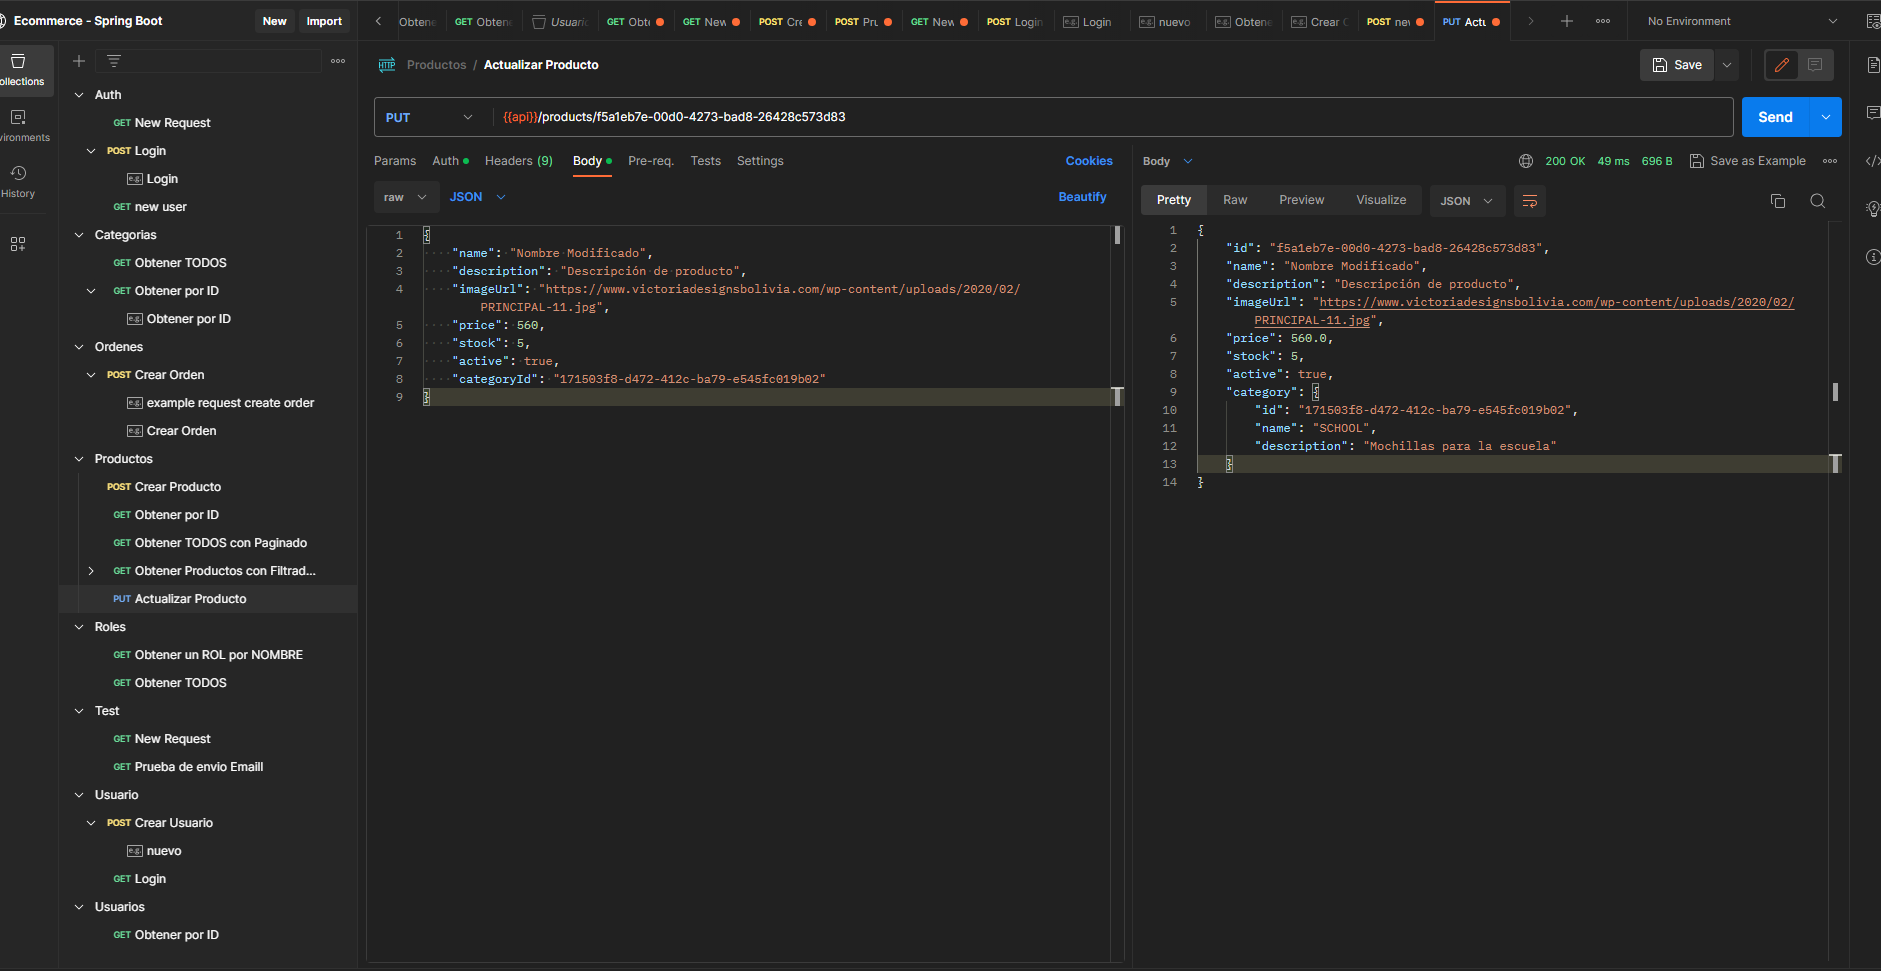 Ecommerce - Spring Boot
New
Import
Obtene
GET Obten
Usuari
GET Obt
GET Nev
POST Cre
POST Pru
GET Nev
POST Login
e.g. Login
e.g. nuevo
e.g. Obtene
e.g. Crear
POST nev
PUT Actu
No Environment
ollections
vironments
History
Auth
GET New Request
POST Login
e.g. Login
GET new user
Categorias
GET Obtener TODOS
GET Obtener por ID
e.g. Obtener por ID
Ordenes
POST Crear Orden
e.g. example request create order
e.g. Crear Orden
Productos
POST Crear Producto
GET Obtener por ID
GET Obtener TODOS con Paginado
GET Obtener Productos con Filtrad...
PUT Actualizar Producto
Roles
GET Obtener un ROL por NOMBRE
GET Obtener TODOS
Test
GET New Request
GET Prueba de envio Emaill
Usuario
POST Crear Usuario
e.g. nuevo
GET Login
Usuarios
GET Obtener por ID
HTTP Productos / Actualizar Producto
Save
PUT {{api}}/products/f5a1eb7e-00d0-4273-bad8-26428c573d83
Send
Params Auth Headers (9) Body Pre-req. Tests Settings
Cookies
raw JSON
Beautify
1 {
2 "name": "Nombre Modificado",
3 "description": "Descripción de producto",
4 "imageUrl": "https://www.victoriadesignsbolivia.com/wp-content/uploads/2020/02/
PRINCIPAL-11.jpg",
5 "price": 560,
6 "stock": 5,
7 "active": true,
8 "categoryId": "171503f8-d472-412c-ba79-e545fc019b02"
9 }
Body
200 OK 49 ms 696 B Save as Example
Pretty Raw Preview Visualize JSON
1 {
2 "id": "f5a1eb7e-00d0-4273-bad8-26428c573d83",
3 "name": "Nombre Modificado",
4 "description": "Descripción de producto",
5 "imageUrl": "https://www.victoriadesignsbolivia.com/wp-content/uploads/2020/02/
PRINCIPAL-11.jpg",
6 "price": 560.0,
7 "stock": 5,
8 "active": true,
9 "category": {
10 "id": "171503f8-d472-412c-ba79-e545fc019b02",
11 "name": "SCHOOL",
12 "description": "Mochillas para la escuela"
13 }
14 }